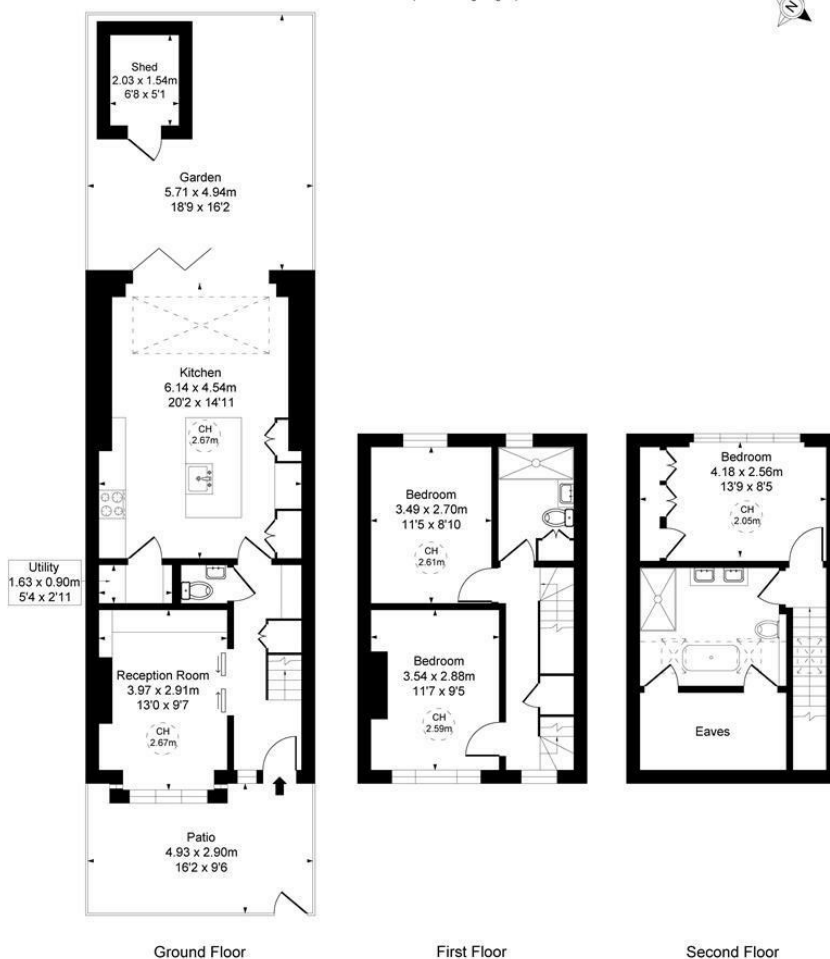 N
Shed
2.03 x 1.54m
6'8 x 5'1
Garden
5.71 x 4.94m
18'9 x 16'2
Kitchen
6.14 x 4.54m
20'2 x 14'11
CH
2.67m
Utility
1.63 x 0.90m
5'4 x 2'11
Reception Room
3.97 x 2.91m
13'0 x 9'7
CH
2.67m
Patio
4.93 x 2.90m
16'2 x 9'6
Ground Floor
Bedroom
3.49 x 2.70m
11'5 x 8'10
CH
2.61m
Bedroom
3.54 x 2.88m
11'7 x 9'5
CH
2.59m
First Floor
Bedroom
4.18 x 2.56m
13'9 x 8'5
CH
2.05m
Eaves
Second Floor